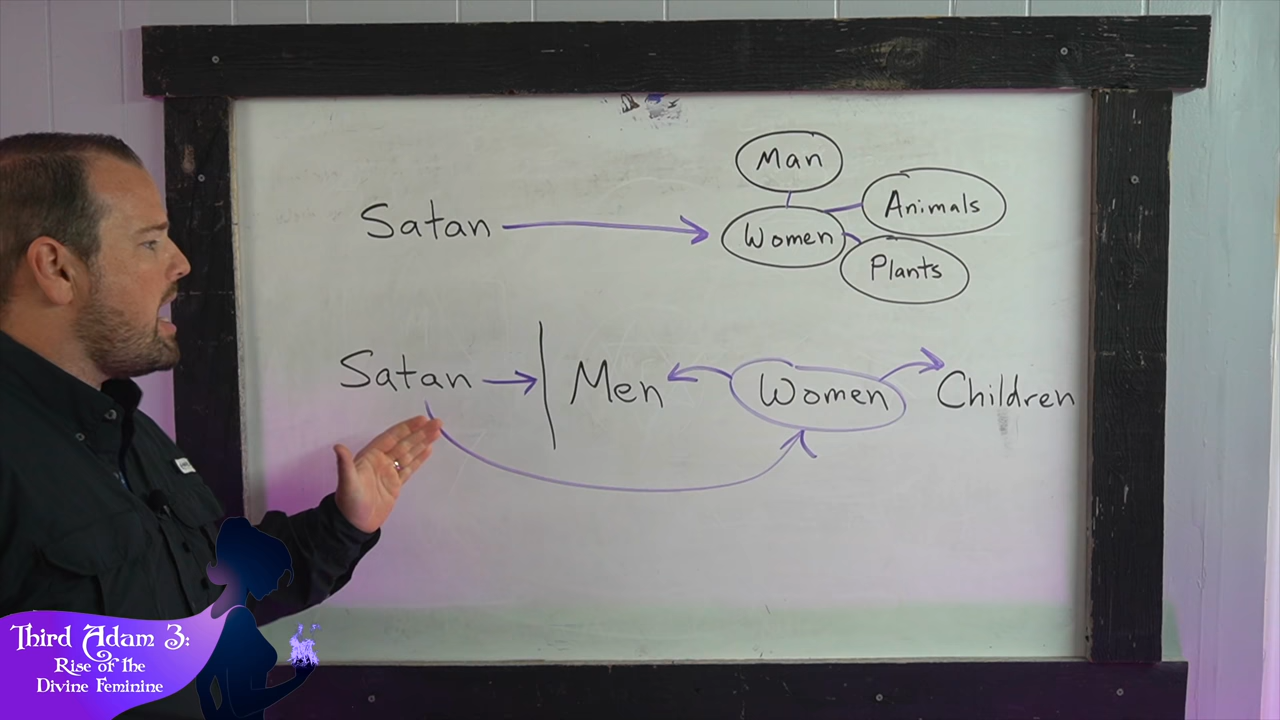 Man
Satan
Women
Animals
Plants
Satan
Men
Women
Children
Third Adam 3:
Rise of the
Divine Feminine